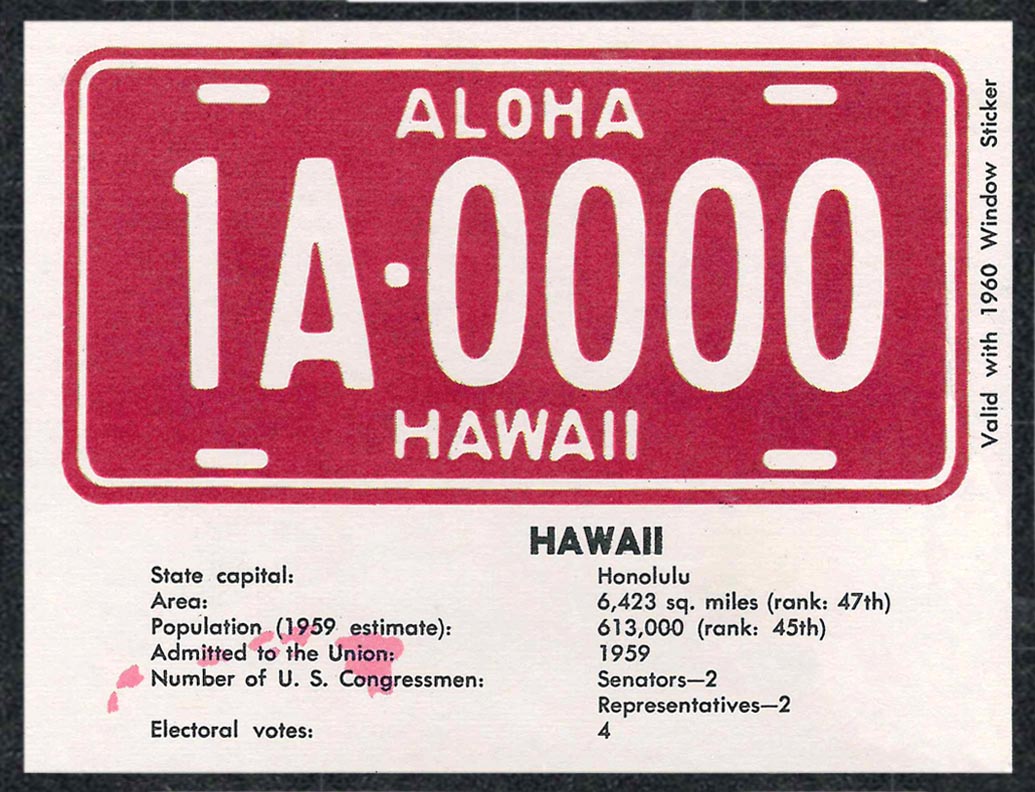 ALOHA
1A·0000
HAWAII
Valid with 1960 Window Sticker
HAWAII
State capital: Honolulu
Area: 6,423 sq. miles (rank: 47th)
Population (1959 estimate): 613,000 (rank: 45th)
Admitted to the Union: 1959
Number of U. S. Congressmen: Senators—2
Representatives—2
Electoral votes: 4